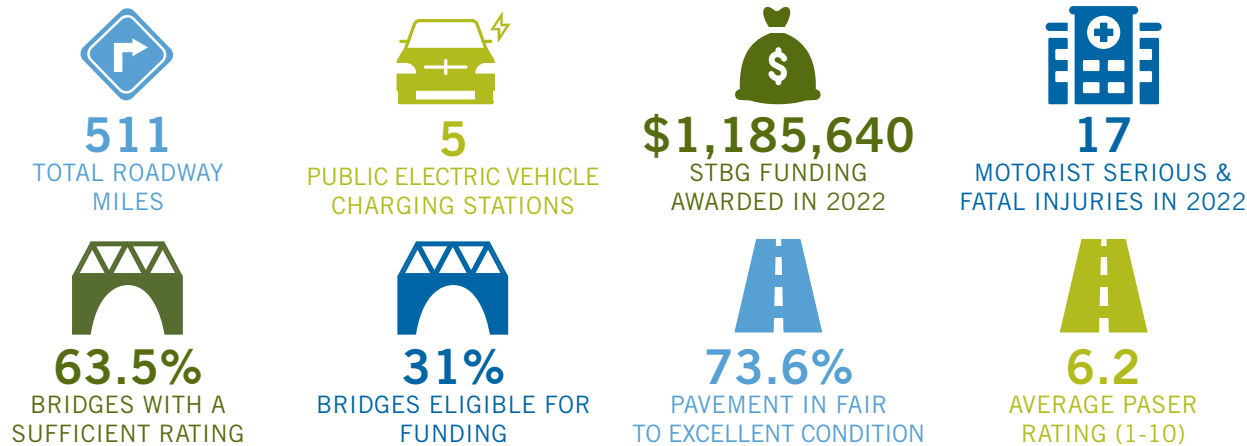 511
TOTAL ROADWAY
MILES
5
PUBLIC ELECTRIC VEHICLE
CHARGING STATIONS
$
$1,185,640
STBG FUNDING
AWARDED IN 2022
17
MOTORIST SERIOUS &
FATAL INJURIES IN 2022
63.5%
BRIDGES WITH A
SUFFICIENT RATING
31%
BRIDGES ELIGIBLE FOR
FUNDING
73.6%
PAVEMENT IN FAIR
TO EXCELLENT CONDITION
6.2
AVERAGE PASER
RATING (1-10)